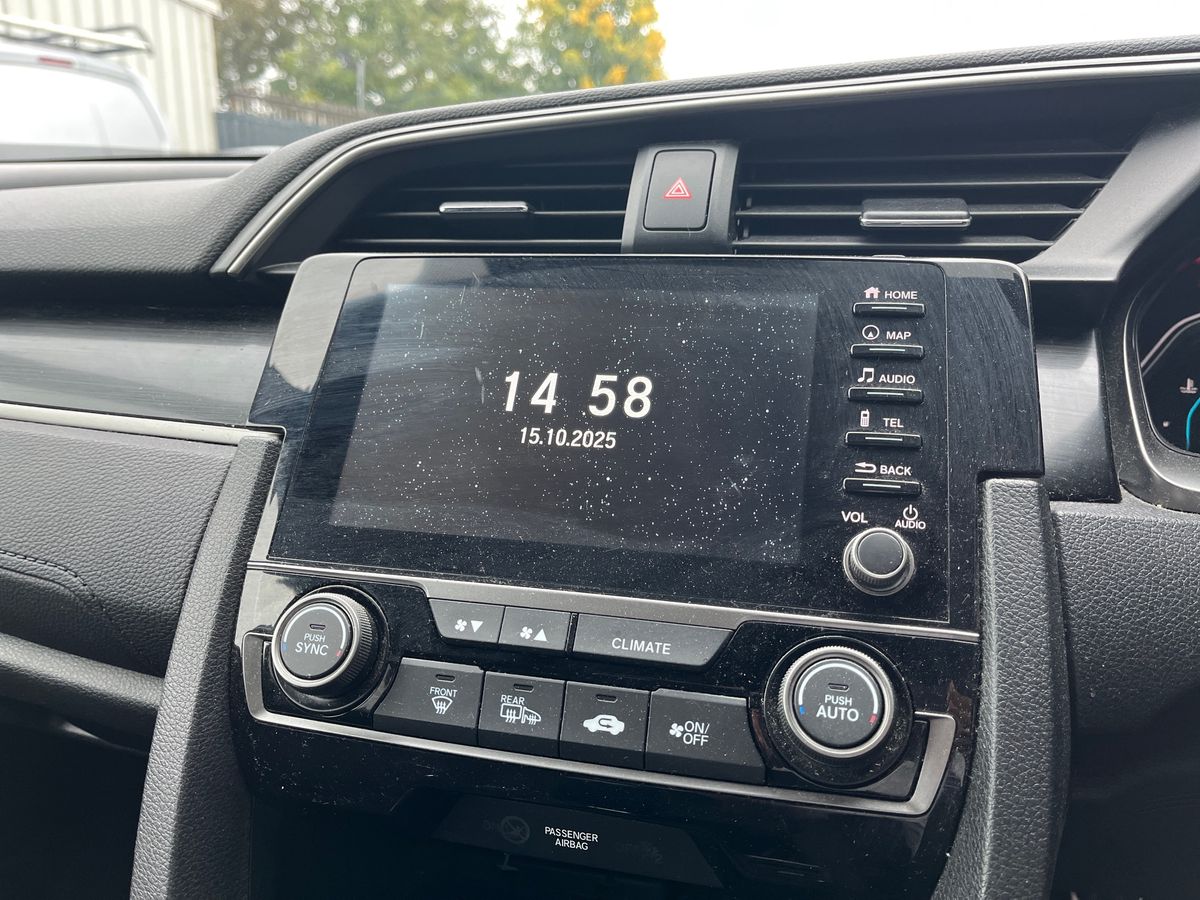 HOME
MAP
AUDIO
TEL
BACK
14 58
15.10.2025
VOL
AUDIO
PUSH
SYNC
CLIMATE
FRONT
REAR
ON/
OFF
PUSH
AUTO
PASSENGER
AIRBAG